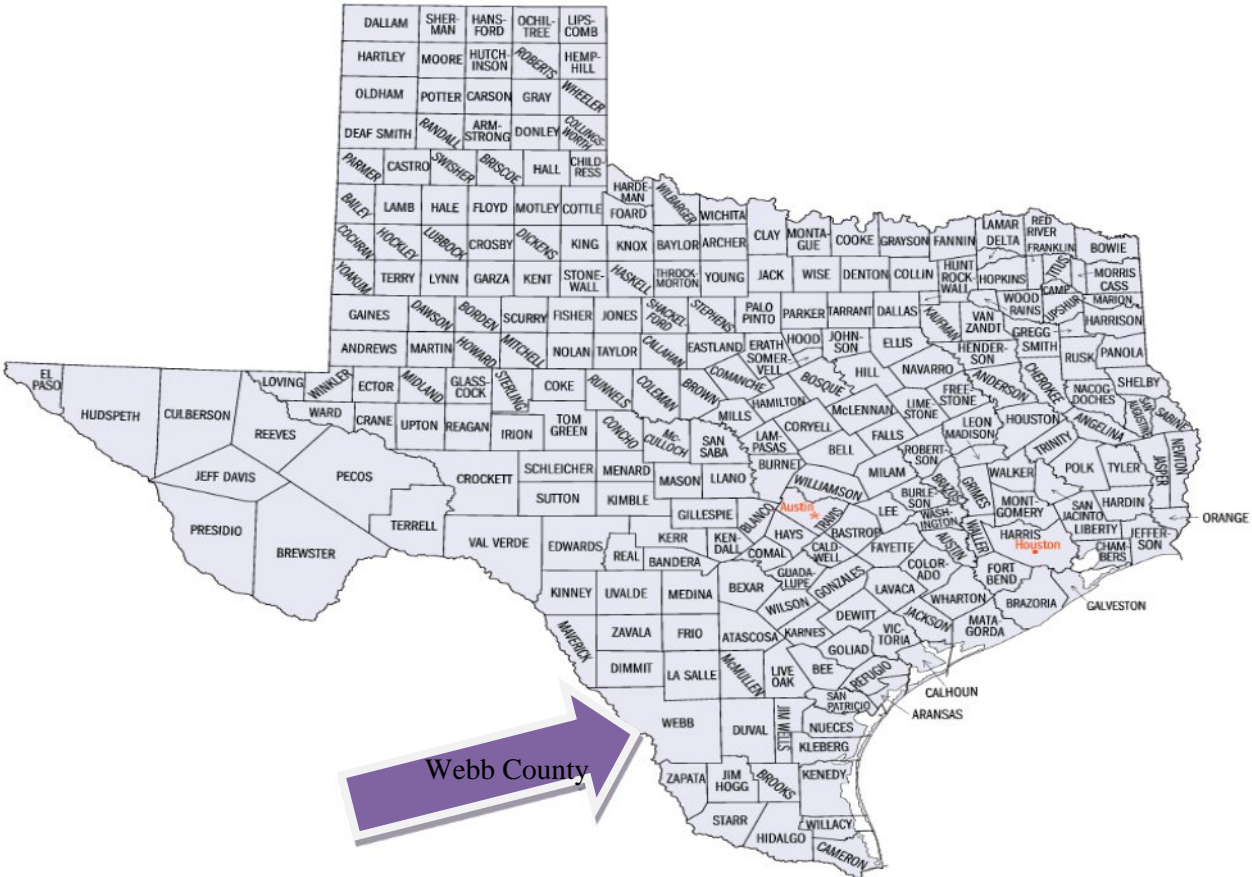 DALLAM
SHER-
MAN
HANS-
FORD
OCHIL-
TREE
LIPS-
COMB
HARTLEY
MOORE
HUTCH-
INSON
ROBERTS
HEMP-
HILL
OLDHAM
POTTER
CARSON
GRAY
WHEELER
DEAF SMITH
RANDALL
ARM-
STRONG
DONLEY
COLLINGS-
WORTH
PARMER
CASTRO
SWISHER
BRISCOE
HALL
CHILD-
RESS
BAILEY
LAMB
HALE
FLOYD
MOTLEY
COTTLE
HARDE-
MAN
FOARD
WILBARGER
WICHITA
COCHRAN
HOCKLEY
LUBBOCK
CROSBY
DICKENS
KING
KNOX
BAYLOR
ARCHER
CLAY
MONTA-
GUE
COOKE
GRAYSON
FANNIN
LAMAR
DELTA
RED
RIVER
FRANKLIN
BOWIE
YOAKUM
TERRY
LYNN
GARZA
KENT
STONE-
WALL
HASKELL
THROCK-
MORTON
YOUNG
JACK
WISE
DENTON
COLLIN
HUNT
ROCK-
WALL
HOPKINS
TITUS
CAMP
MORRIS
CASS
GAINES
DAWSON
BORDEN
SCURRY
FISHER
JONES
SHACKEL-
FORD
STEPHENS
PALO
PINTO
PARKER
TARRANT
DALLAS
KAUFMAN
WOOD
RAINS
UPSHUR
MARION
VAN
ZANDT
GREGG
HARRISON
ANDREWS
MARTIN
HOWARD
MITCHELL
NOLAN
TAYLOR
CALLAHAN
EASTLAND
ERATH
SOMER-
VELL
HOOD
JOHN-
SON
ELLIS
HENDER-
SON
SMITH
RUSK
PANOLA
EL
PASO
HUDSPETH
CULBERSON
LOVING
WINKLER
ECTOR
MIDLAND
GLASS-
COCK
STERLING
COKE
RUNNELS
COLEMAN
BROWN
COMANCHE
BOSQUE
HILL
NAVARRO
ANDERSON
CHEROKEE
NACOG
DOCHES
SHELBY
REEVES
WARD
CRANE
UPTON
REAGAN
IRION
TOM
GREEN
CONCHO
Mc-
CULLOCH
SAN
SABA
MILLS
HAMILTON
CORYELL
McLENNAN
LIME-
STONE
FREE
STONE
LEON
MADISON
HOUSTON
ANGELINA
SAN
AUGUSTINE
SABINE
JEFF DAVIS
PECOS
CROCKETT
SCHLEICHER
MENARD
MASON
LLANO
LAM-
PASAS
BURNET
BELL
FALLS
MILAM
ROBERT-
SON
TRINITY
WALKER
POLK
TYLER
JASPER
NEWTON
PRESIDIO
BREWSTER
TERRELL
VAL VERDE
SUTTON
KIMBLE
GILLESPIE
BLANCO
WILLIAMSON
Austin
TRAVIS
LEE
BURLE-
SON
BRAZOS
GRIMES
WASH-
INGTON
MONT-
GOMERY
SAN
JACINTO
LIBERTY
HARDIN
ORANGE
EDWARDS
REAL
KERR
BANDERA
KEN-
DALL
HAYS
COMAL
CALD-
WELL
BASTROP
FAYETTE
AUSTIN
WALLER
HARRIS
Houston
CHAM-
BERS
JEFFER-
SON
KINNEY
UVALDE
MEDINA
BEXAR
GUADA-
LUPE
GONZALES
WILSON
LAVACA
COLOR-
ADO
FORT
BEND
WHARTON
BRAZORIA
GALVESTON
MAVERICK
ZAVALA
FRIO
ATASCOSA
KARNES
DEWITT
JACKSON
MATA-
GORDA
VIC-
TORIA
GOLIAD
DIMMIT
LA SALLE
McMULLEN
LIVE
OAK
BEE
REFUGIO
CALHOUN
ARANSAS
SAN
PATRICIO
WEBB
DUVAL
JIM WELLS
NUECES
KLEBERG
Webb County
ZAPATA
JIM
HOGG
BROOKS
KENEDY
STARR
HIDALGO
WILLACY
CAMERON